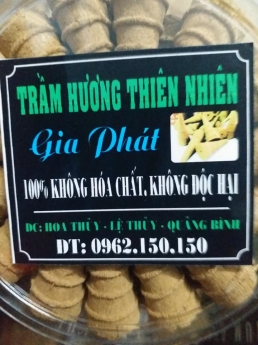 TRẦM HƯƠNG THIÊN NHIÊN
Gia Phát
100% KHÔNG HÓA CHẤT, KHÔNG ĐỘC HẠI
ĐC: HOA THỦY - LỆ THỦY - QUẢNG BÌNH
ĐT: 0962.150.150